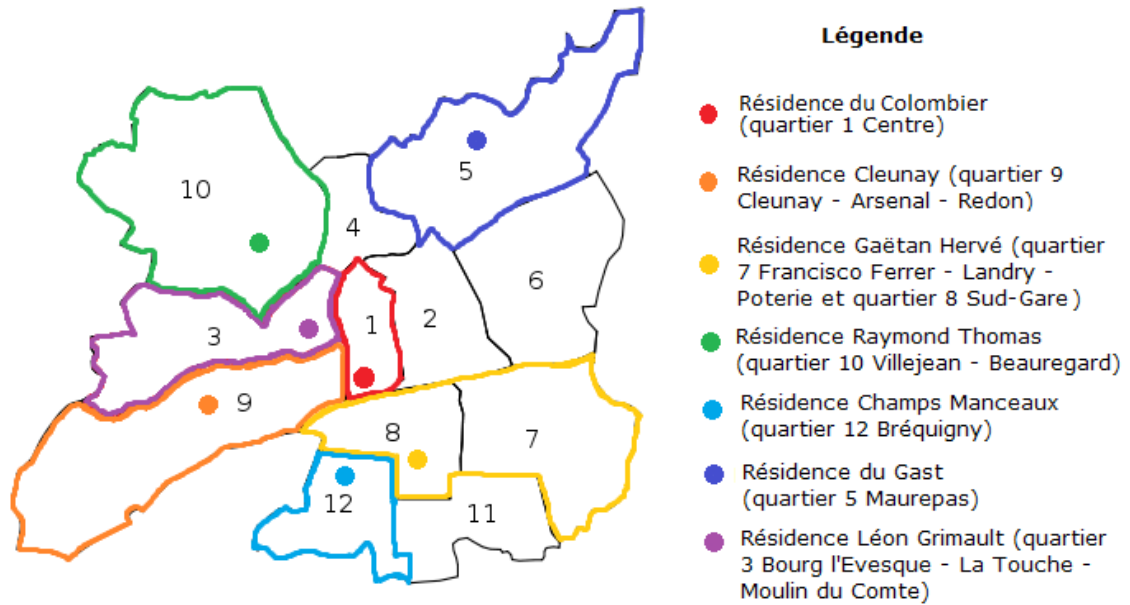 Légende
Résidence du Colombier
(quartier 1 Centre)
Résidence Cleunay (quartier 9
Cleunay - Arsenal - Redon)
Résidence Gaëtan Hervé (quartier
7 Francisco Ferrer - Landry -
Poterie et quartier 8 Sud-Gare)
Résidence Raymond Thomas
(quartier 10 Villejean - Beauregard)
Résidence Champs Manceaux
(quartier 12 Bréquigny)
Résidence du Gast
(quartier 5 Maurepas)
Résidence Léon Grimault (quartier
3 Bourg l'Evesque - La Touche -
Moulin du Comte)
5
10
4
6
2
1
3
9
8
7
12
11